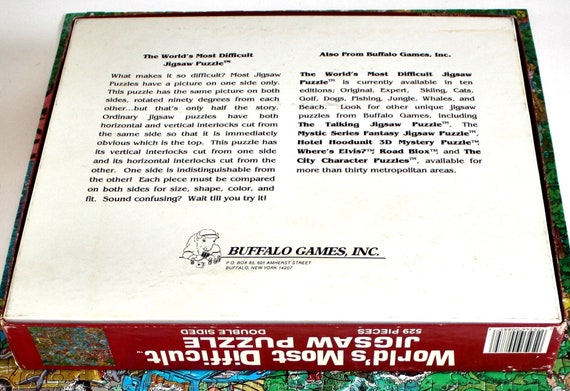 The World's Most Difficult
Jigsaw Puzzle™
What makes it so difficult? Most Jigsaw
Puzzles have a picture on one side only.
This puzzle has the same picture on both
sides, rotated ninety degrees from each
other...but that's only half the story.
Ordinary jigsaw puzzles have both
horizontal and vertical interlocks cut from
the same side so that it is immediately
obvious which is the top. This puzzle has
its vertical interlocks cut from one side
and its horizontal interlocks cut from the
other. One side is indistinguishable from
the other! Each piece must be compared
on both sides for size, shape, color, and
fit. Sound confusing? Wait till you try it!
Also From Buffalo Games, Inc.
The World's Most Difficult Jigsaw
Puzzle™ is currently available in ten
editions; Original, Expert, Skiing, Cats,
Golf, Dogs, Fishing, Jungle, Whales, and
Beach. Look for other unique jigsaw
puzzles from Buffalo Games, including
The Talking Jigsaw Puzzle™, The
Mystic Series Fantasy Jigsaw Puzzle™,
Hotel Hoodunit 3D Mystery Puzzle™,
Where's Elvis?™, Road Blox™, and The
City Character Puzzles™, available for
more than thirty metropolitan areas.
BUFFALO GAMES, INC.
P.O. BOX 85, 601 AMHERST STREET
BUFFALO, NEW YORK 14207
World's Most Difficult™
JIGSAW PUZZLE
529 PIECES
DOUBLE SIDED